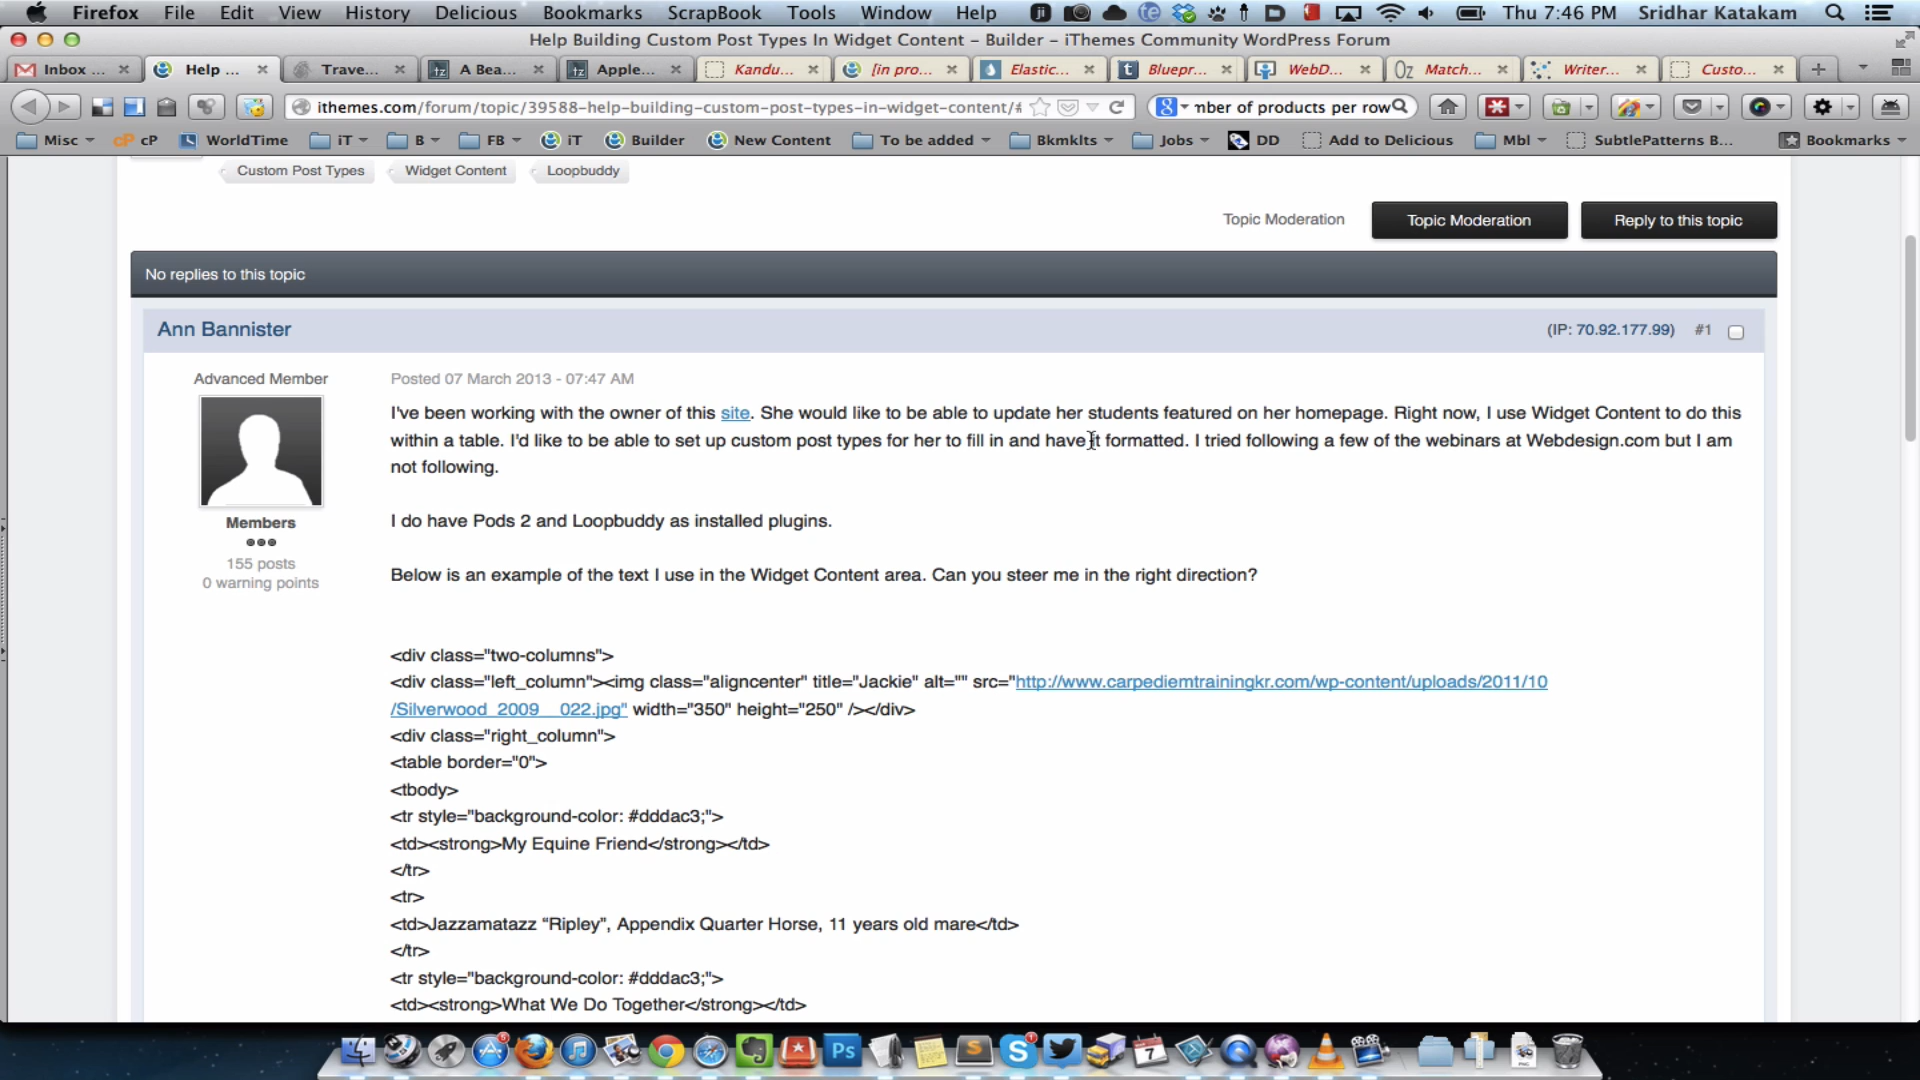 Firefox File Edit View History Delicious Bookmarks ScrapBook Tools Window Help Thu 7:46 PM Sridhar Katakam
Help Building Custom Post Types In Widget Content – Builder – iThemes Community WordPress Forum
Inbox ... Help ... Trave... A Bea... Apple... Kandu... [in pro... Elastic... Bluepr... WebD... Match... Writer... Custo...
ithemes.com/forum/topic/39588-help-building-custom-post-types-in-widget-content/# mber of products per row
Misc cP WorldTime iT B FB iT Builder New Content To be added Bkmklts Jobs DD Add to Delicious Mbl SubtlePatterns B... Bookmarks
Custom Post Types Widget Content Loopbuddy
Topic Moderation Topic Moderation Reply to this topic
No replies to this topic
Ann Bannister (IP: 70.92.177.99) #1
Advanced Member
Members
155 posts
0 warning points
Posted 07 March 2013 - 07:47 AM
I've been working with the owner of this site. She would like to be able to update her students featured on her homepage. Right now, I use Widget Content to do this
within a table. I'd like to be able to set up custom post types for her to fill in and have it formatted. I tried following a few of the webinars at Webdesign.com but I am
not following.
I do have Pods 2 and Loopbuddy as installed plugins.
Below is an example of the text I use in the Widget Content area. Can you steer me in the right direction?
<div class="two-columns">
<div class="left_column"><img class="aligncenter" title="Jackie" alt="" src="http://www.carpediemtrainingkr.com/wp-content/uploads/2011/10
/Silverwood_2009__022.jpg" width="350" height="250" /></div>
<div class="right_column">
<table border="0">
<tbody>
<tr style="background-color: #dddac3;">
<td><strong>My Equine Friend</strong></td>
</tr>
<tr>
<td>Jazzamatazz “Ripley”, Appendix Quarter Horse, 11 years old mare</td>
</tr>
<tr style="background-color: #dddac3;">
<td><strong>What We Do Together</strong></td>